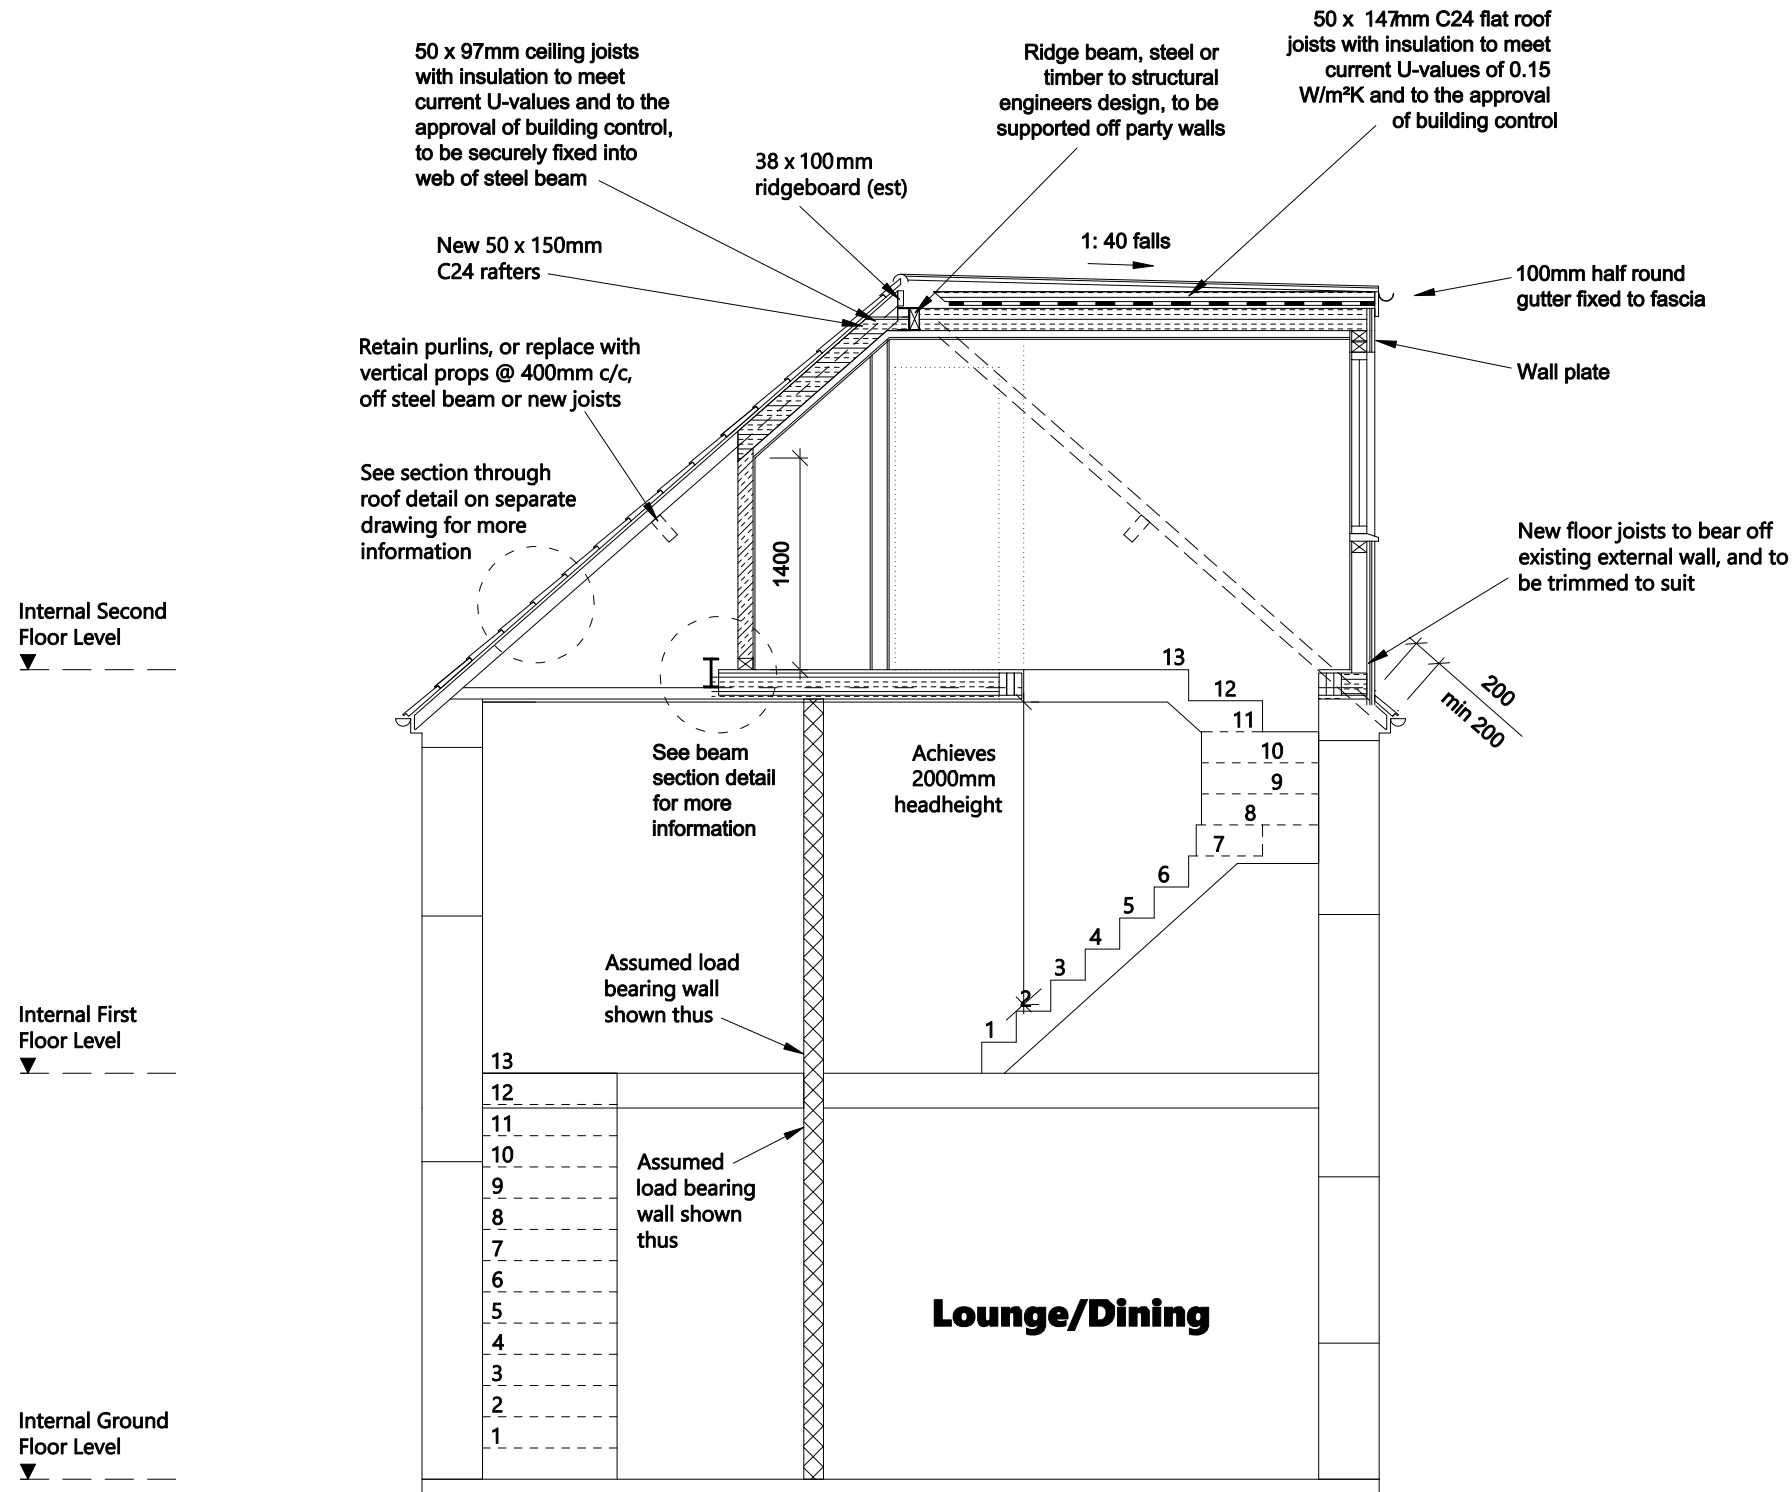 50 x 97mm ceiling joists
with insulation to meet
current U-values and to the
approval of building control,
to be securely fixed into
web of steel beam
38 x 100mm
ridgeboard (est)
Ridge beam, steel or
timber to structural
engineers design, to be
supported off party walls
50 x 147mm C24 flat roof
joists with insulation to meet
current U-values of 0.15
W/m²K and to the approval
of building control
New 50 x 150mm
C24 rafters
1: 40 falls
100mm half round
gutter fixed to fascia
Retain purlins, or replace with
vertical props @ 400mm c/c,
off steel beam or new joists
Wall plate
See section through
roof detail on separate
drawing for more
information
1400
New floor joists to bear off
existing external wall, and to
be trimmed to suit
Internal Second
Floor Level
200
min 200
See beam
section detail
for more
information
Achieves
2000mm
headheight
13
12
11
10
9
8
7
6
5
4
3
2
1
Assumed load
bearing wall
shown thus
Internal First
Floor Level
13
12
11
10
9
8
7
6
5
4
3
2
1
Assumed
load bearing
wall shown
thus
Lounge/Dining
Internal Ground
Floor Level